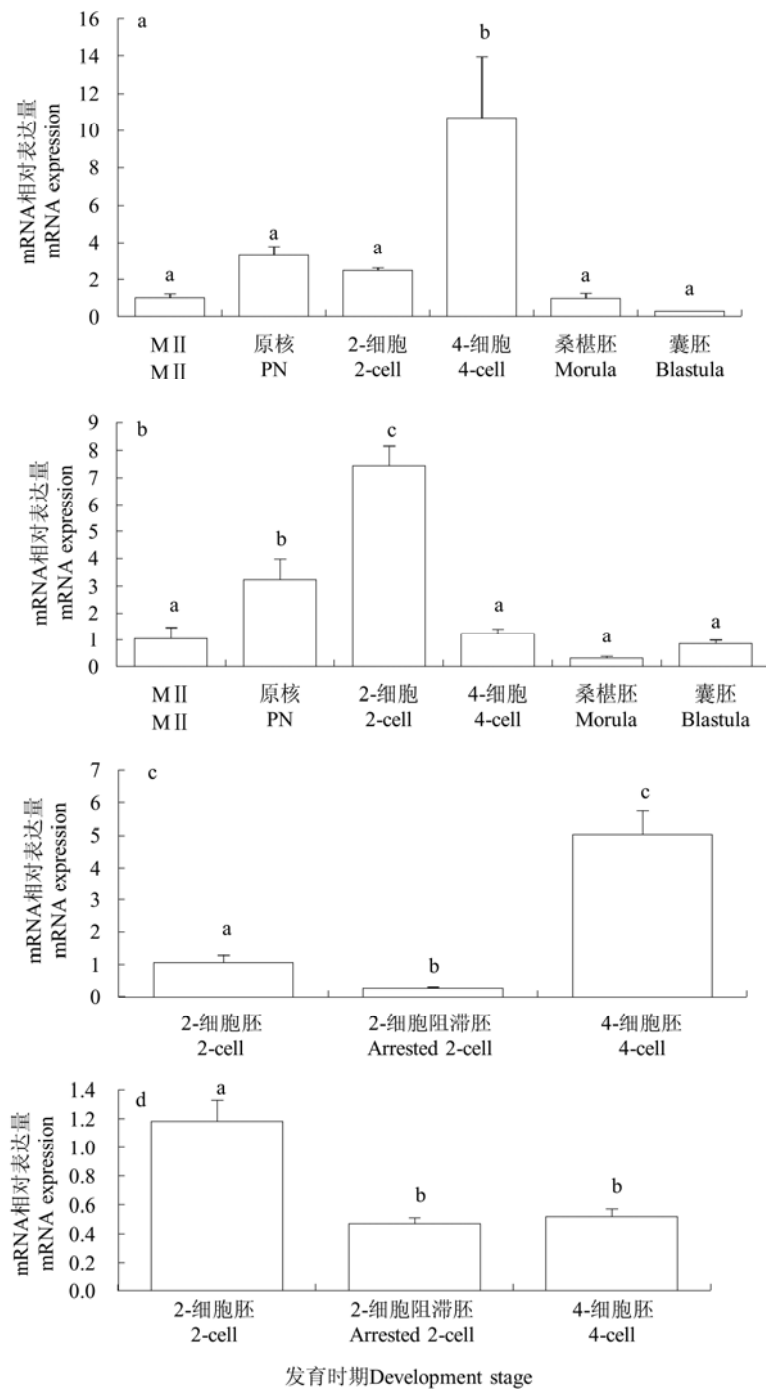 a
mRNA相对表达量
mRNA expression
16
14
12
10
8
6
4
2
0
a
a
a
b
a
a
MⅡ 原核 2-细胞 4-细胞 桑椹胚 囊胚
MⅡ PN 2-cell 4-cell Morula Blastula
b
mRNA相对表达量
mRNA expression
9
8
7
6
5
4
3
2
1
0
a
b
c
a
a
a
MⅡ 原核 2-细胞 4-细胞 桑椹胚 囊胚
MⅡ PN 2-cell 4-cell Morula Blastula
c
mRNA相对表达量
mRNA expression
7
6
5
4
3
2
1
0
a
b
c
2-细胞胚 2-细胞阻滞胚 4-细胞胚
2-cell Arrested 2-cell 4-cell
d
mRNA相对表达量
mRNA expression
1.4
1.2
1.0
0.8
0.6
0.4
0.2
0.0
a
b
b
2-细胞胚 2-细胞阻滞胚 4-细胞胚
2-cell Arrested 2-cell 4-cell
发育时期Development stage